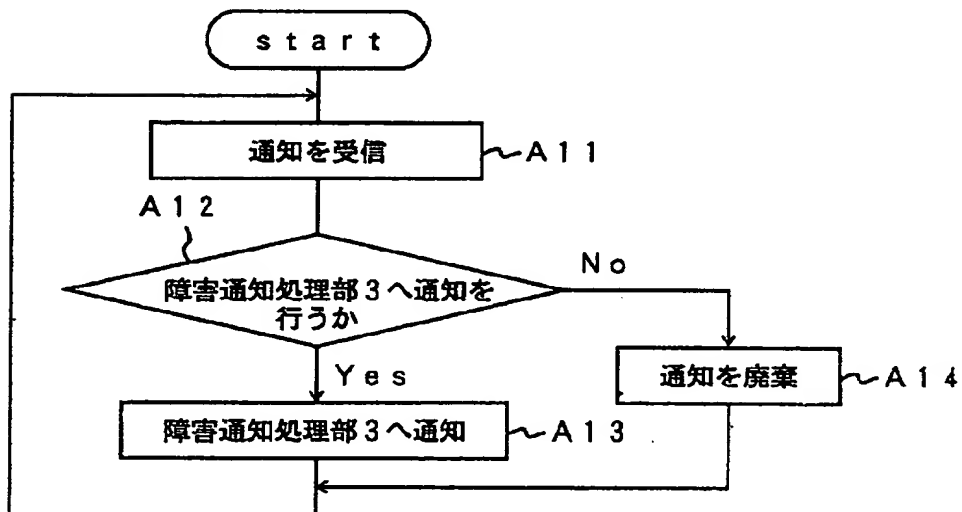 start
通知を受信
A11
A12
障害通知処理部3へ通知を
行うか
No
Yes
通知を廃棄
A14
障害通知処理部3へ通知
A13